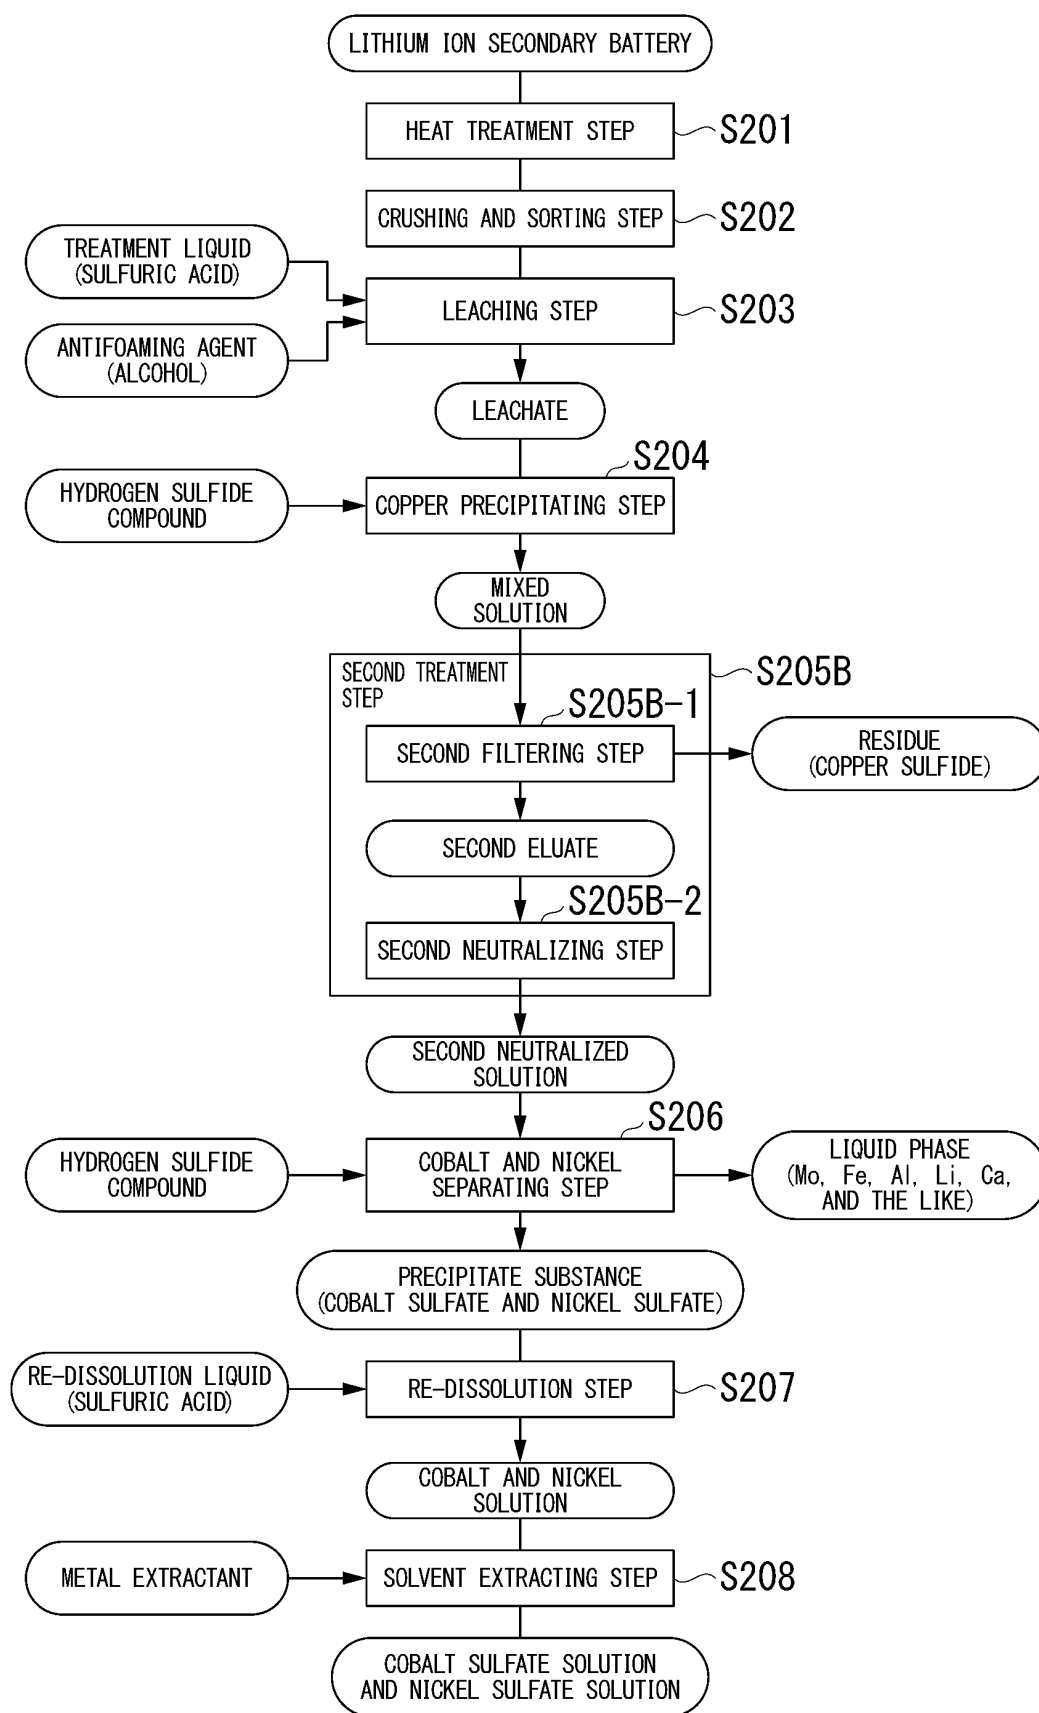 LITHIUM ION SECONDARY BATTERY
HEAT TREATMENT STEP
S201
CRUSHING AND SORTING STEP
S202
TREATMENT LIQUID
(SULFURIC ACID)
LEACHING STEP
S203
ANTIFOAMING AGENT
(ALCOHOL)
LEACHATE
S204
HYDROGEN SULFIDE
COMPOUND
COPPER PRECIPITATING STEP
MIXED
SOLUTION
SECOND TREATMENT
STEP
S205B
S205B-1
SECOND FILTERING STEP
RESIDUE
(COPPER SULFIDE)
SECOND ELUATE
S205B-2
SECOND NEUTRALIZING STEP
SECOND NEUTRALIZED
SOLUTION
S206
HYDROGEN SULFIDE
COMPOUND
COBALT AND NICKEL
SEPARATING STEP
LIQUID PHASE
(Mo, Fe, Al, Li, Ca,
AND THE LIKE)
PRECIPITATE SUBSTANCE
(COBALT SULFATE AND NICKEL SULFATE)
RE-DISSOLUTION LIQUID
(SULFURIC ACID)
RE-DISSOLUTION STEP
S207
COBALT AND NICKEL
SOLUTION
METAL EXTRACTANT
SOLVENT EXTRACTING STEP
S208
COBALT SULFATE SOLUTION
AND NICKEL SULFATE SOLUTION